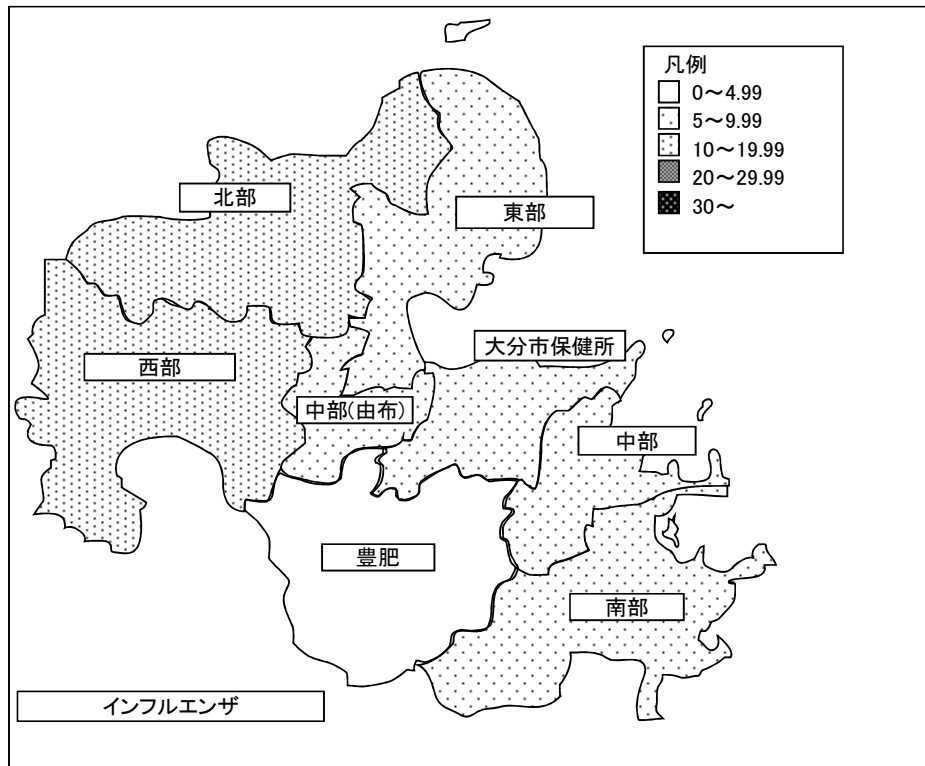 凡例
0～4.99
5～9.99
10～19.99
20～29.99
30～
北部
東部
大分市保健所
西部
中部(由布)
中部
豊肥
南部
インフルエンザ